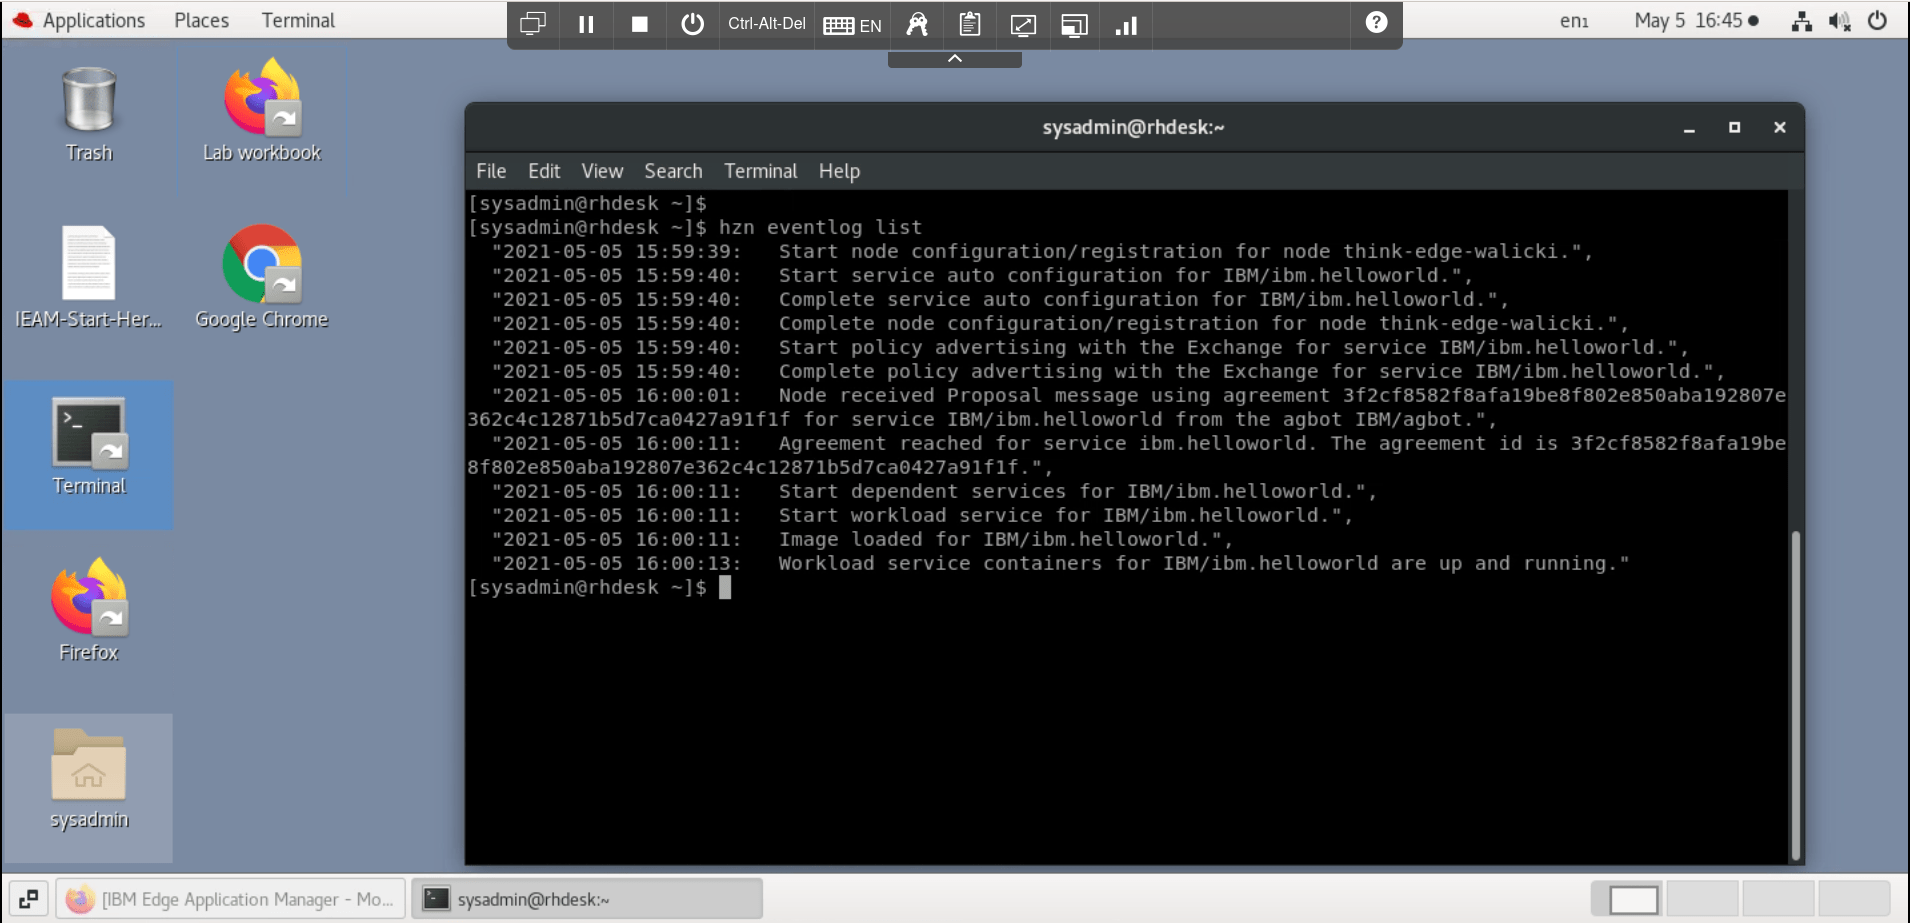 Applications Places Terminal
Ctrl-Alt-Del EN ?
en₁ May 5 16:45
Trash
Lab workbook
IEAM-Start-Her...
Google Chrome
Terminal
Firefox
sysadmin
sysadmin@rhdesk:~
File Edit View Search Terminal Help
[sysadmin@rhdesk ~]$
[sysadmin@rhdesk ~]$ hzn eventlog list
"2021-05-05 15:59:39:   Start node configuration/registration for node think-edge-walicki.",
"2021-05-05 15:59:40:   Start service auto configuration for IBM/ibm.helloworld.",
"2021-05-05 15:59:40:   Complete service auto configuration for IBM/ibm.helloworld.",
"2021-05-05 15:59:40:   Complete node configuration/registration for node think-edge-walicki.",
"2021-05-05 15:59:40:   Start policy advertising with the Exchange for service IBM/ibm.helloworld.",
"2021-05-05 15:59:40:   Complete policy advertising with the Exchange for service IBM/ibm.helloworld.",
"2021-05-05 16:00:01:   Node received Proposal message using agreement 3f2cf8582f8afa19be8f802e850aba192807e
362c4c12871b5d7ca0427a91f1f for service IBM/ibm.helloworld from the agbot IBM/agbot.",
"2021-05-05 16:00:11:   Agreement reached for service ibm.helloworld. The agreement id is 3f2cf8582f8afa19be
8f802e850aba192807e362c4c12871b5d7ca0427a91f1f.",
"2021-05-05 16:00:11:   Start dependent services for IBM/ibm.helloworld.",
"2021-05-05 16:00:11:   Start workload service for IBM/ibm.helloworld.",
"2021-05-05 16:00:11:   Image loaded for IBM/ibm.helloworld.",
"2021-05-05 16:00:13:   Workload service containers for IBM/ibm.helloworld are up and running."
[sysadmin@rhdesk ~]$
[IBM Edge Application Manager - Mo...
sysadmin@rhdesk:~